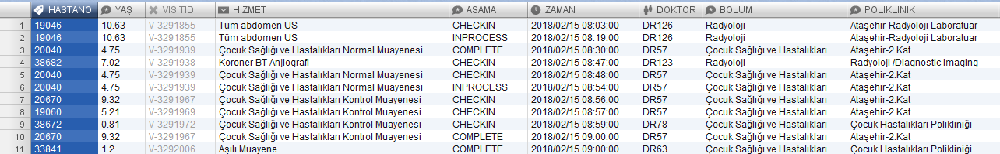 HASTANO YAŞ VISITID HİZMET ASAMA ZAMAN DOKTOR BOLUM POLIKLINIK
1 19046 10.63 V-3291855 Tüm abdomen US CHECKIN 2018/02/15 08:03:00 DR126 Radyoloji Ataşehir-Radyoloji Laboratuar
2 19046 10.63 V-3291855 Tüm abdomen US INPROCESS 2018/02/15 08:19:00 DR126 Radyoloji Ataşehir-Radyoloji Laboratuar
3 20040 4.75 V-3291939 Çocuk Sağlığı ve Hastalıkları Normal Muayenesi COMPLETE 2018/02/15 08:30:00 DR57 Çocuk Sağlığı ve Hastalıkları Ataşehir-2.Kat
4 38682 7.02 V-3291938 Koroner BT Anjiografi CHECKIN 2018/02/15 08:47:00 DR123 Radyoloji Radyoloji /Diagnostic Imaging
5 20040 4.75 V-3291939 Çocuk Sağlığı ve Hastalıkları Normal Muayenesi CHECKIN 2018/02/15 08:48:00 DR57 Çocuk Sağlığı ve Hastalıkları Ataşehir-2.Kat
6 20040 4.75 V-3291939 Çocuk Sağlığı ve Hastalıkları Normal Muayenesi INPROCESS 2018/02/15 08:54:00 DR57 Çocuk Sağlığı ve Hastalıkları Ataşehir-2.Kat
7 20670 9.32 V-3291967 Çocuk Sağlığı ve Hastalıkları Kontrol Muayenesi CHECKIN 2018/02/15 08:56:00 DR57 Çocuk Sağlığı ve Hastalıkları Ataşehir-2.Kat
8 19060 5.21 V-3291969 Çocuk Sağlığı ve Hastalıkları Kontrol Muayenesi CHECKIN 2018/02/15 08:57:00 DR57 Çocuk Sağlığı ve Hastalıkları Ataşehir-2.Kat
9 38672 0.81 V-3291972 Çocuk Sağlığı ve Hastalıkları Kontrol Muayenesi CHECKIN 2018/02/15 08:59:00 DR78 Çocuk Sağlığı ve Hastalıkları Çocuk Hastalıkları Polikliniği
10 20670 9.32 V-3291967 Çocuk Sağlığı ve Hastalıkları Kontrol Muayenesi COMPLETE 2018/02/15 09:00:00 DR57 Çocuk Sağlığı ve Hastalıkları Ataşehir-2.Kat
11 33841 1.2 V-3292006 Aşılı Muayene COMPLETE 2018/02/15 09:00:00 DR63 Çocuk Sağlığı ve Hastalıkları Çocuk Hastalıkları Polikliniği